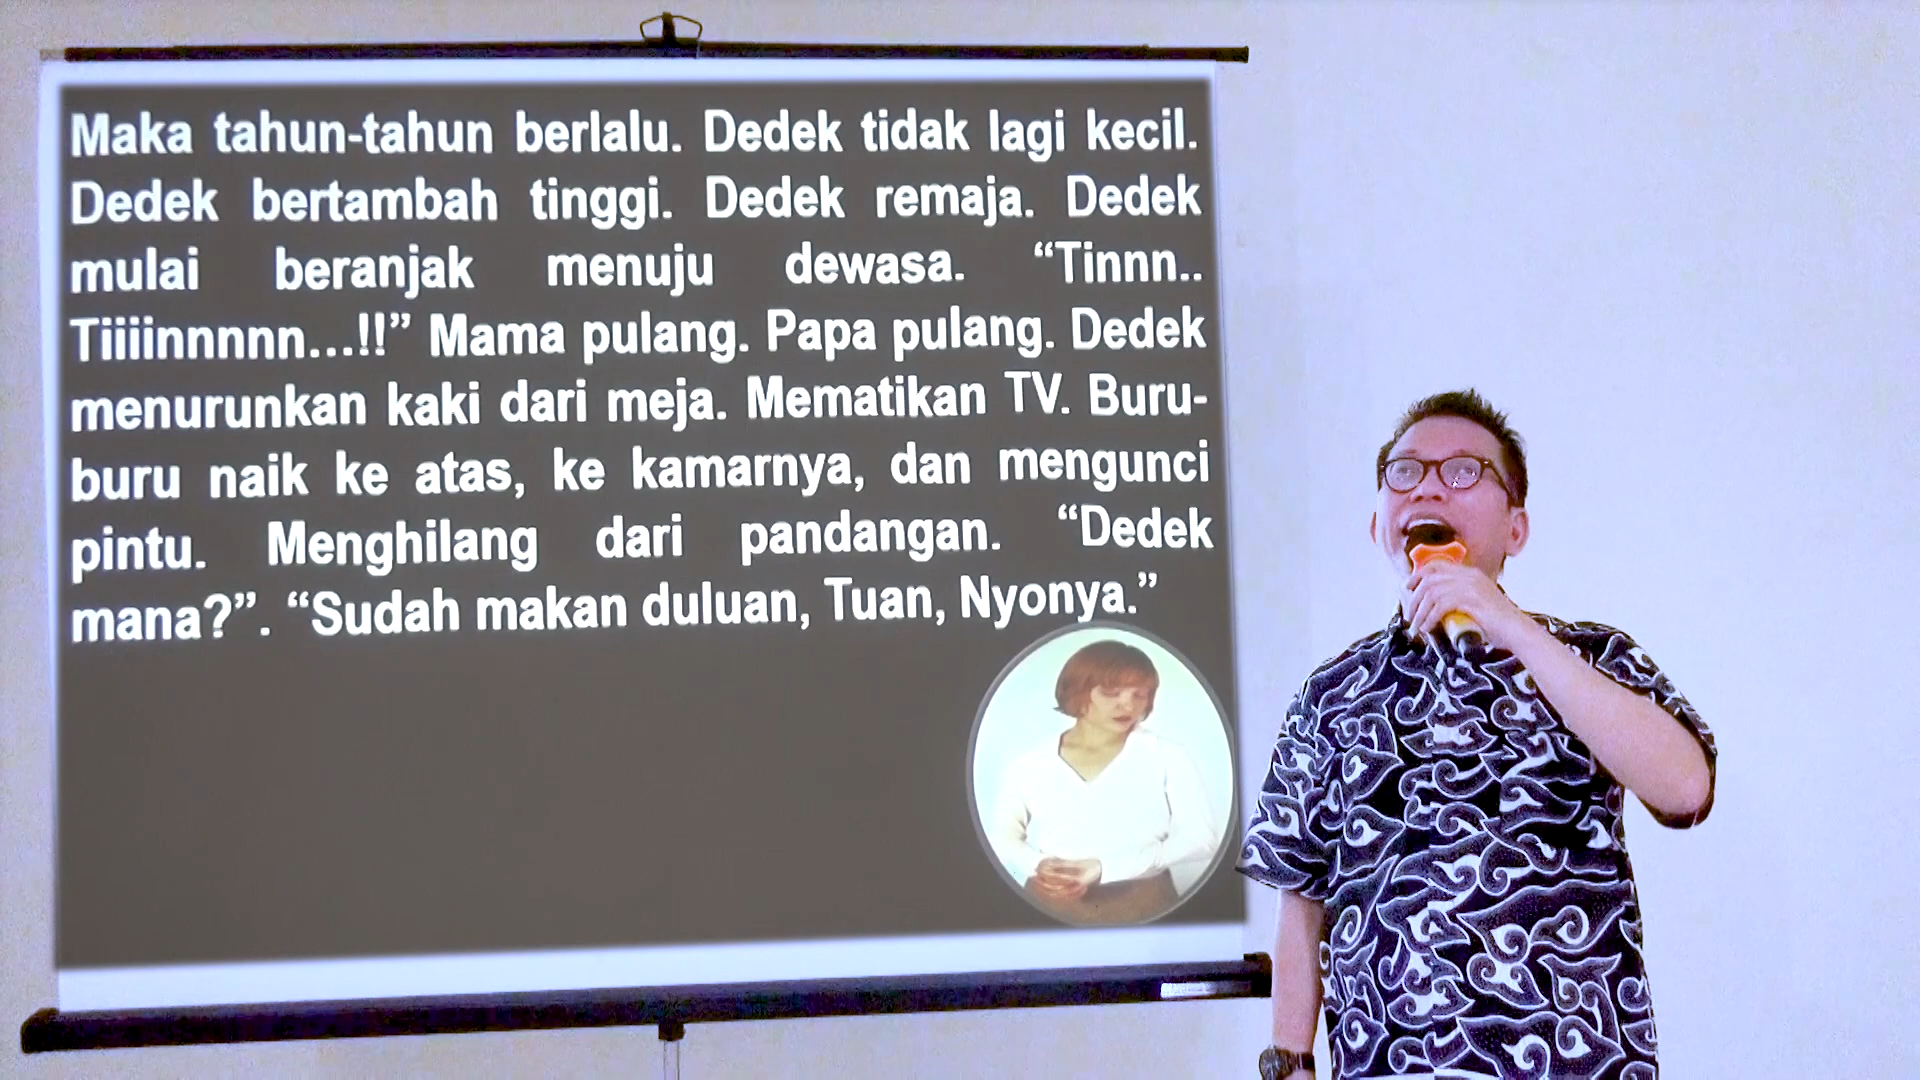 Maka tahun-tahun berlalu. Dedek tidak lagi kecil.
Dedek bertambah tinggi. Dedek remaja. Dedek
mulai beranjak menuju dewasa. “Tinnn..
Tiiiinnnnn...!!” Mama pulang. Papa pulang. Dedek
menurunkan kaki dari meja. Mematikan TV. Buru-
buru naik ke atas, ke kamarnya, dan mengunci
pintu. Menghilang dari pandangan. “Dedek
mana?”. “Sudah makan duluan, Tuan, Nyonya.”